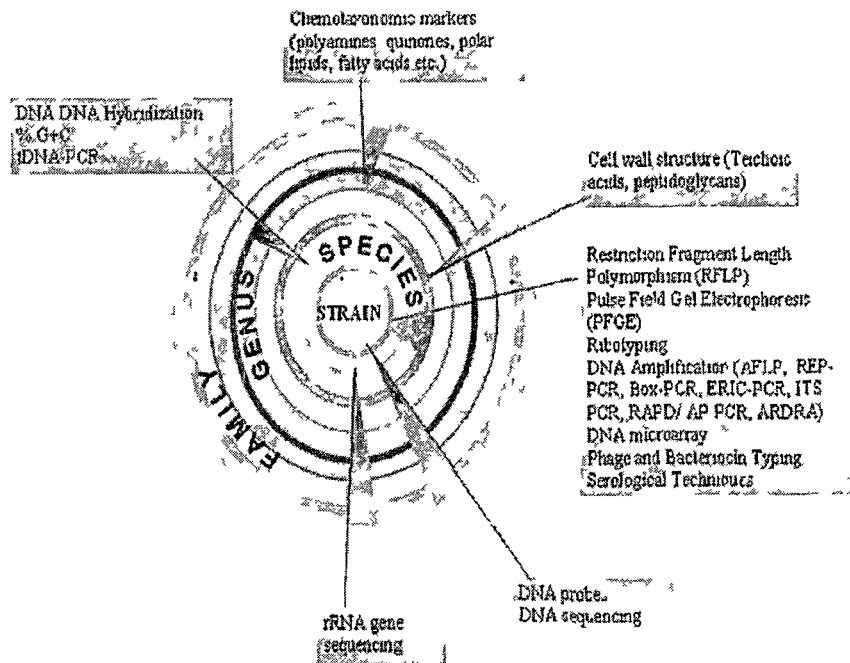 Chemotaxonomic markers
(polyamines quinones, polar
lipids, fatty acids etc.)
DNA DNA Hybridization
% G+C
tDNA-PCR
Cell wall structure (Teichoic
acids, peptidoglycans)
Restriction Fragment Length
Polymorphism (RFLP)
Pulse Field Gel Electrophoresis
(PFGE)
Ribotyping
DNA Amplification (AFLP, REP-
PCR, Box-PCR, ERIC-PCR, ITS
PCR, RAPD/ AP PCR, ARDRA)
DNA microarray
Phage and Bacteriocin Typing
Serological Techniques
SPECIES
STRAIN
GENUS
FAMILY
DNA probe
DNA sequencing
rRNA gene
sequencing